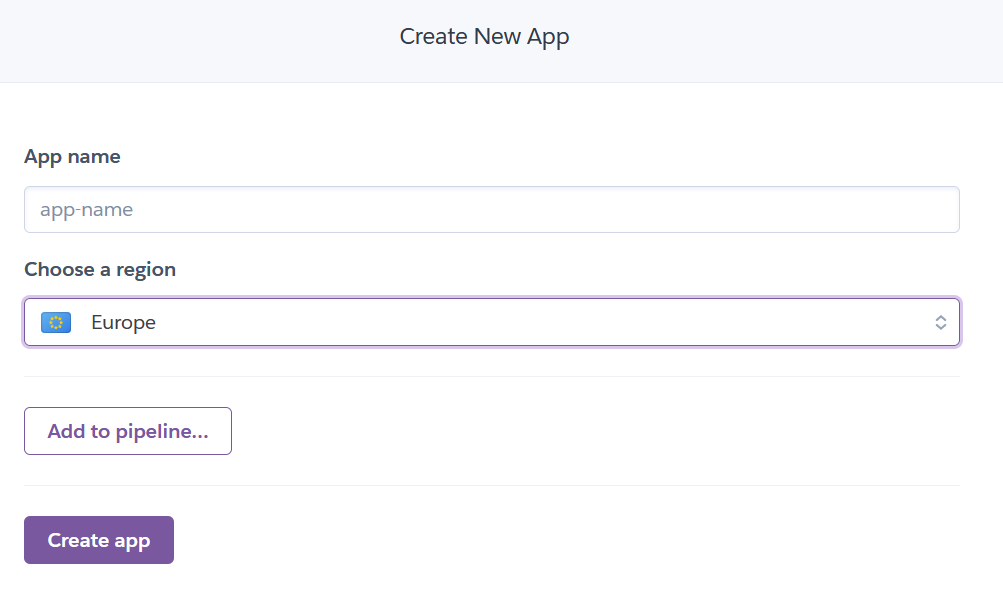 Create New App
App name
app-name
Choose a region
Europe
Add to pipeline...
Create app